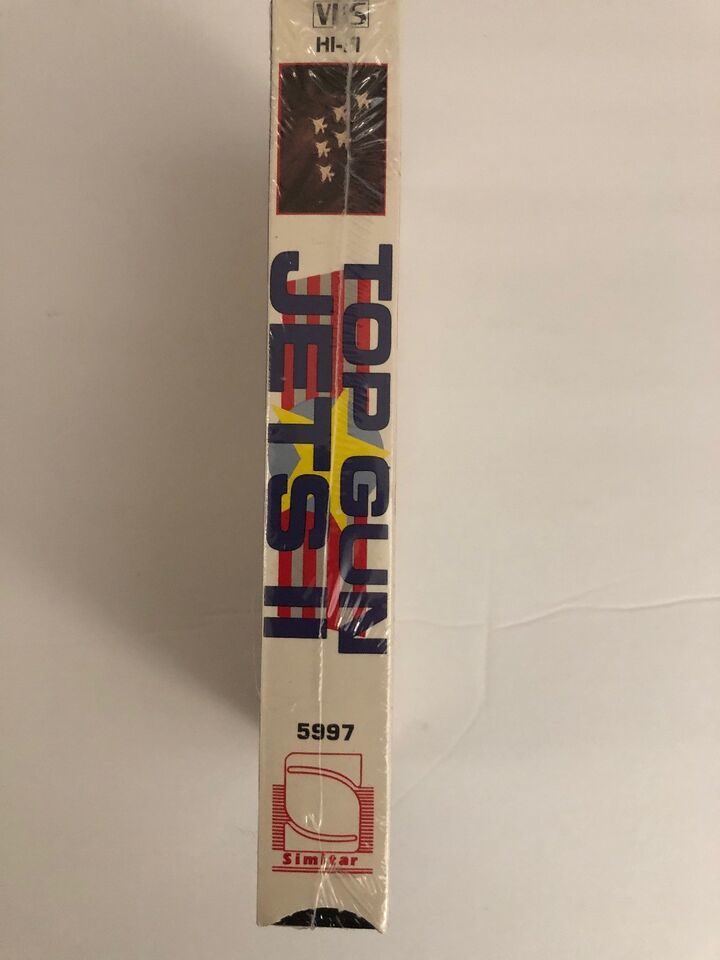 VHS
HI-FI
TOP GUN
JETS II
5997
Simitar